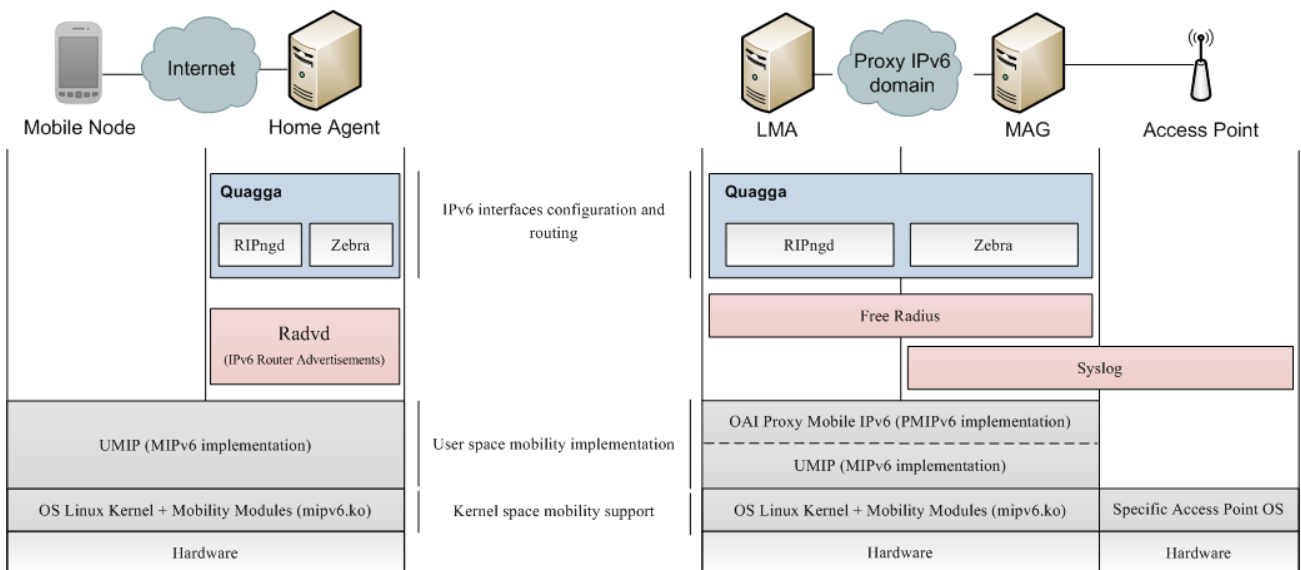 Internet
Proxy IPv6
domain
Mobile Node
Home Agent
LMA
MAG
Access Point
Quagga
RIPngd
Zebra
IPv6 interfaces configuration and
routing
Quagga
RIPngd
Zebra
Radvd
(IPv6 Router Advertisements)
Free Radius
Syslog
UMIP (MIPv6 implementation)
User space mobility implementation
OAI Proxy Mobile IPv6 (PMIPv6 implementation)
UMIP (MIPv6 implementation)
OS Linux Kernel + Mobility Modules (mipv6.ko)
Kernel space mobility support
OS Linux Kernel + Mobility Modules (mipv6.ko)
Specific Access Point OS
Hardware
Hardware
Hardware